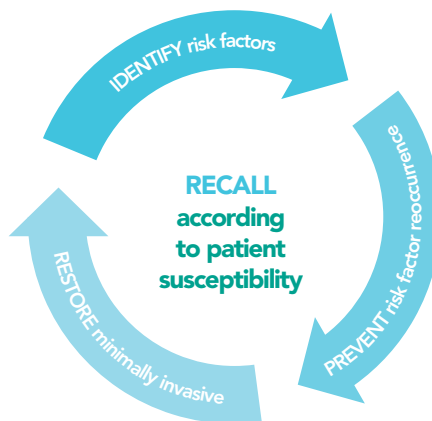 IDENTIFY risk factors
PREVENT risk factor reoccurrence
RESTORE minimally invasive
RECALL
according
to patient
susceptibility